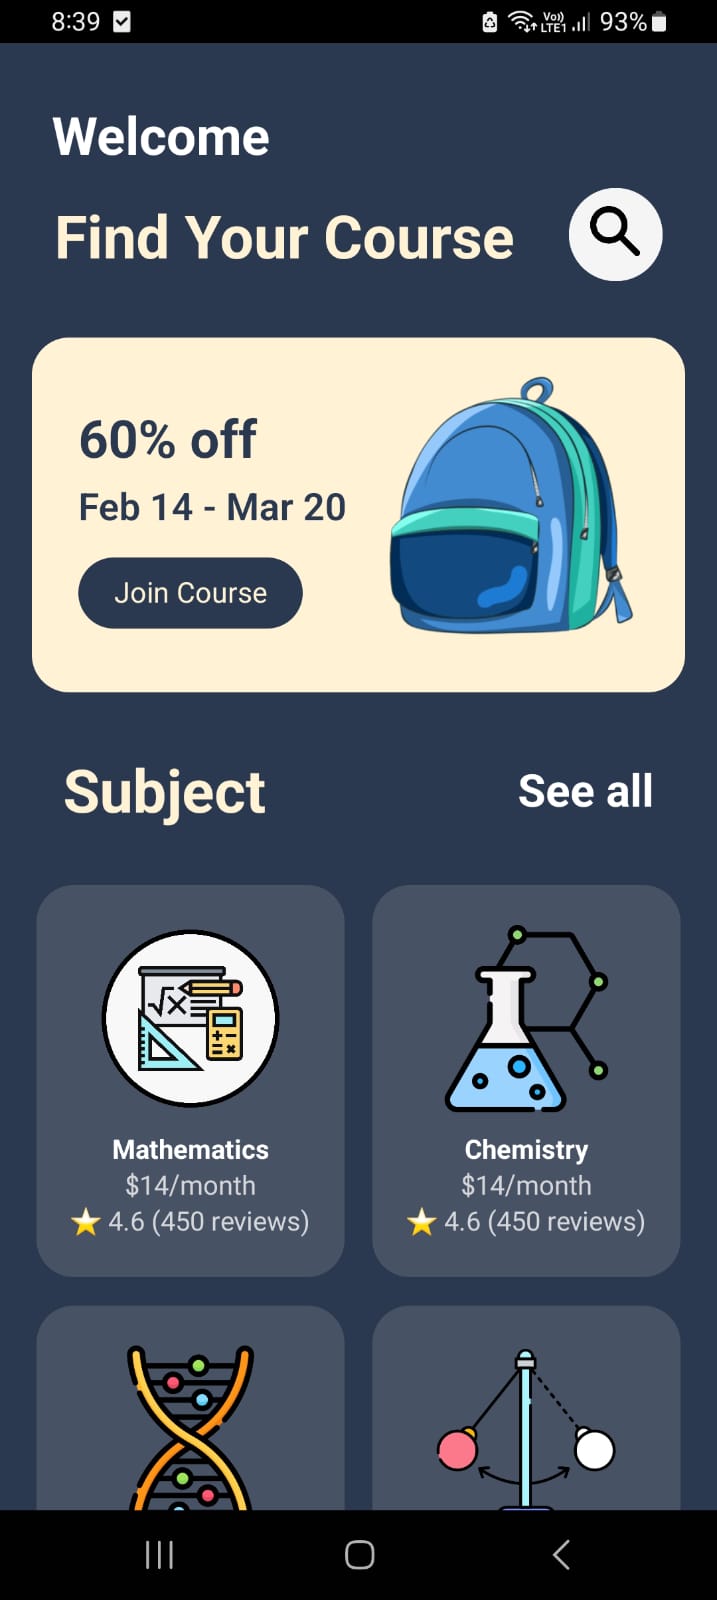 8:39
Vo))
LTE1
93%
Welcome
Find Your Course
60% off
Feb 14 - Mar 20
Join Course
Subject
See all
√x
Mathematics
$14/month
⭐ 4.6 (450 reviews)
Chemistry
$14/month
⭐ 4.6 (450 reviews)